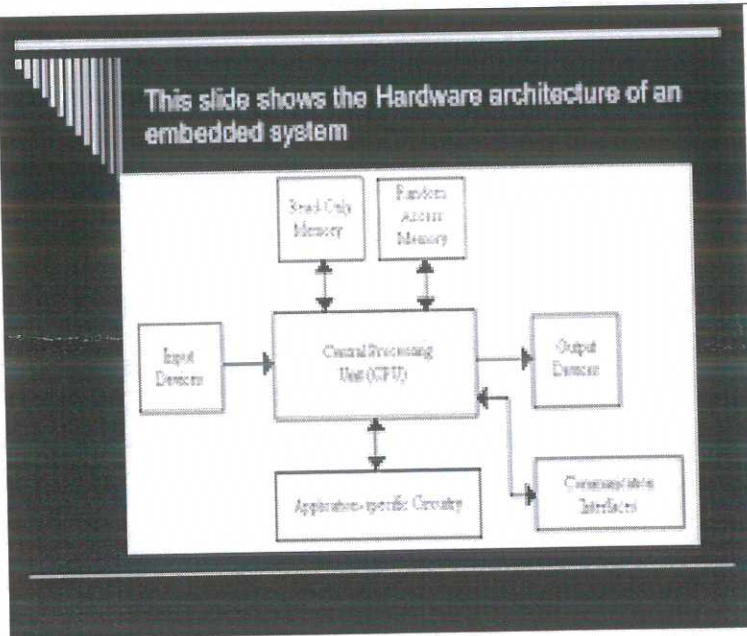 This slide shows the Hardware architecture of an
embedded system
Read Only
Memory
Random
Access
Memory
Input
Devices
Central Processing
Unit (CPU)
Output
Devices
Application-specific Circuitry
Communication
Interfaces